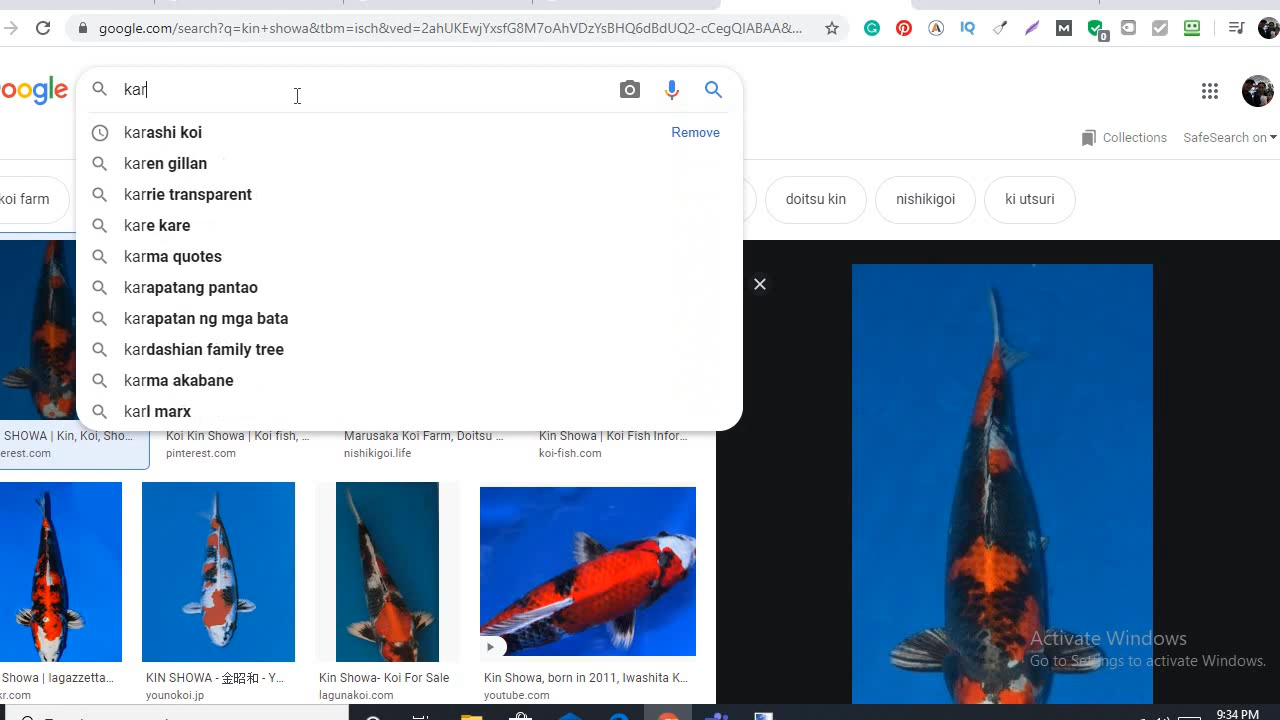 google.com/search?q=kin+showa&tbm=isch&ved=2ahUKEwiYxsfG8M7oAhVDzYsBHQ6dBdUQ2-cCegQIABAA&...
0
oogle
kar
karashi koi Remove
karen gillan
karrie transparent
kare kare
karma quotes
karapatang pantao
karapatan ng mga bata
kardashian family tree
karma akabane
karl marx
Collections SafeSearch on
koi farm doitsu kin nishikigoi ki utsuri
SHOWA | Kin, Koi, Sho... Koi Kin Showa | Koi fish, ... Marusaka Koi Farm, Doitsu ... Kin Showa | Koi Fish Infor...
erest.com pinterest.com nishikigoi.life koi-fish.com
Showa | lagazzetta... KIN SHOWA - 金昭和 - Y... Kin Showa- Koi For Sale Kin Showa, born in 2011, Iwashita K...
kr.com younokoi.jp lagunakoi.com youtube.com
Activate Windows
Go to Settings to activate Windows.
9:34 PM